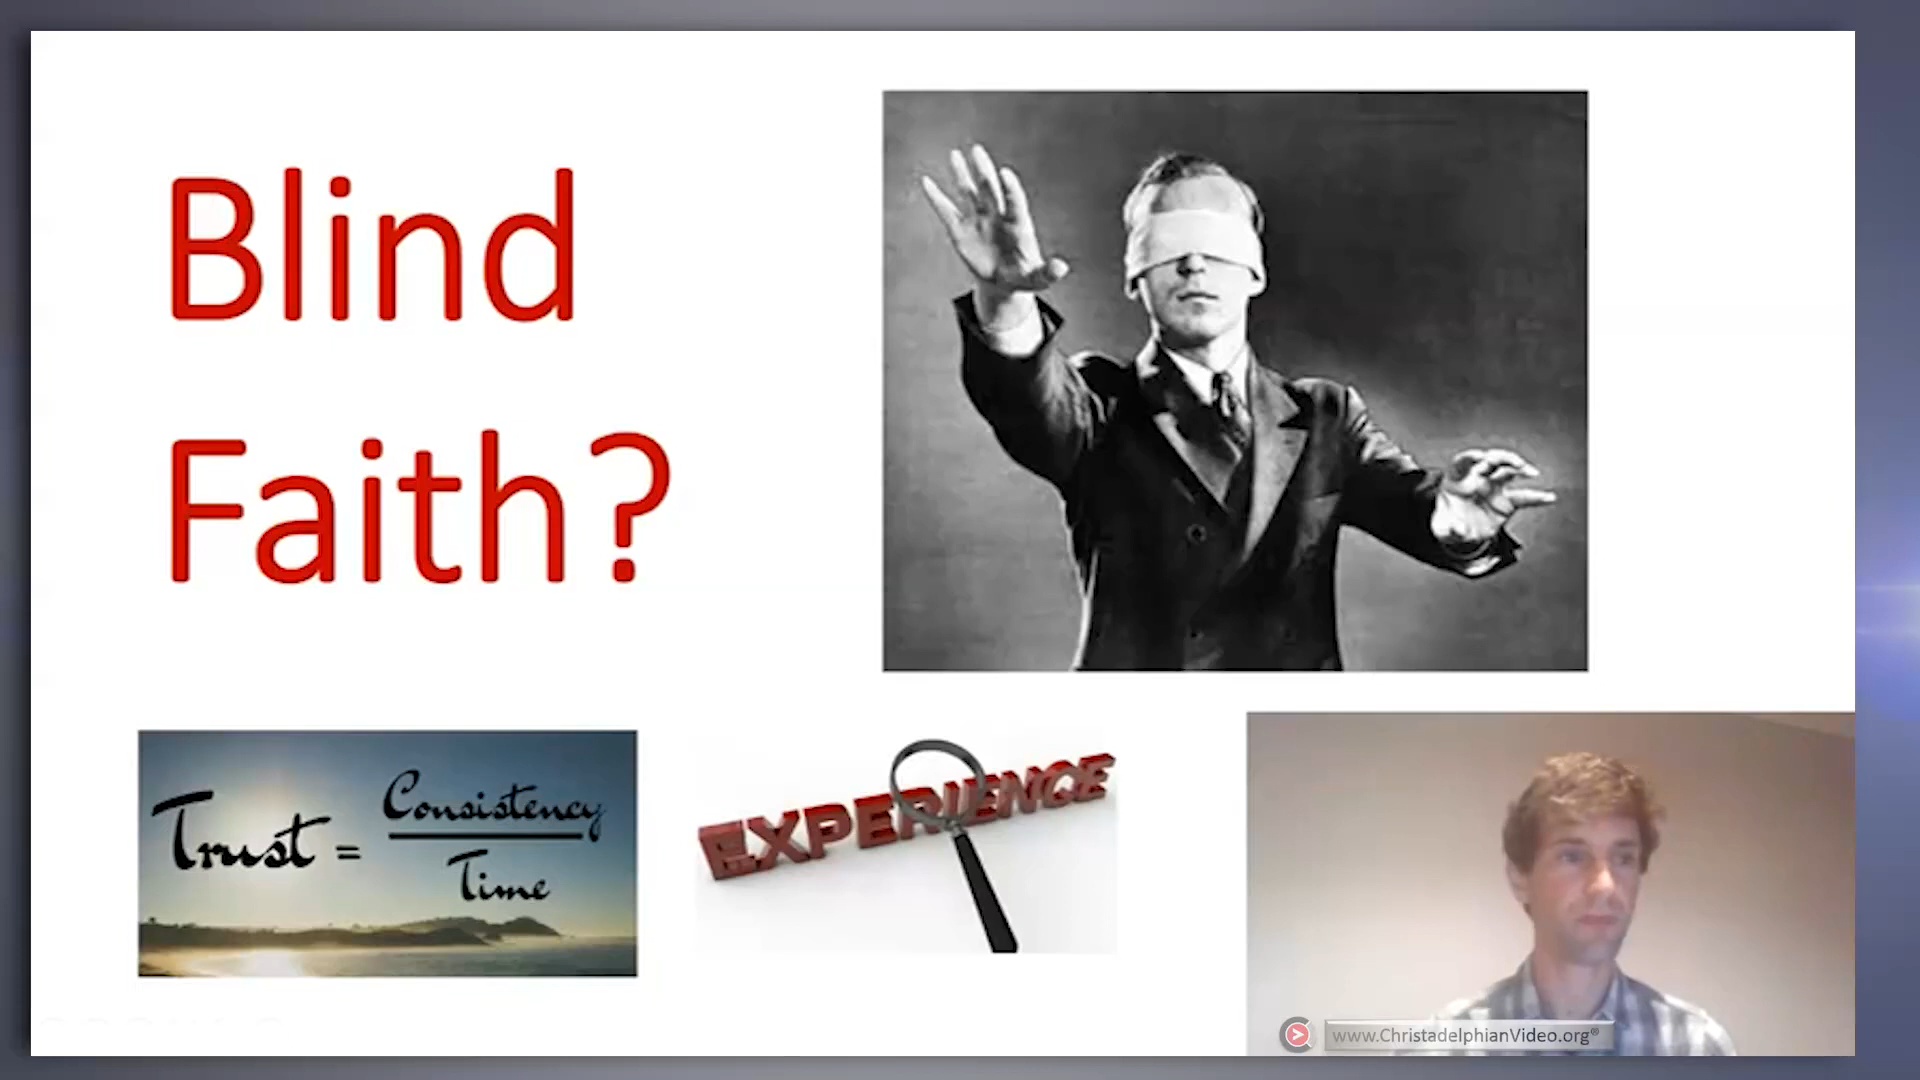 Blind
Faith?
Trust = Consistency
Time
EXPERIENCE
www.ChristadelphianVideo.org®